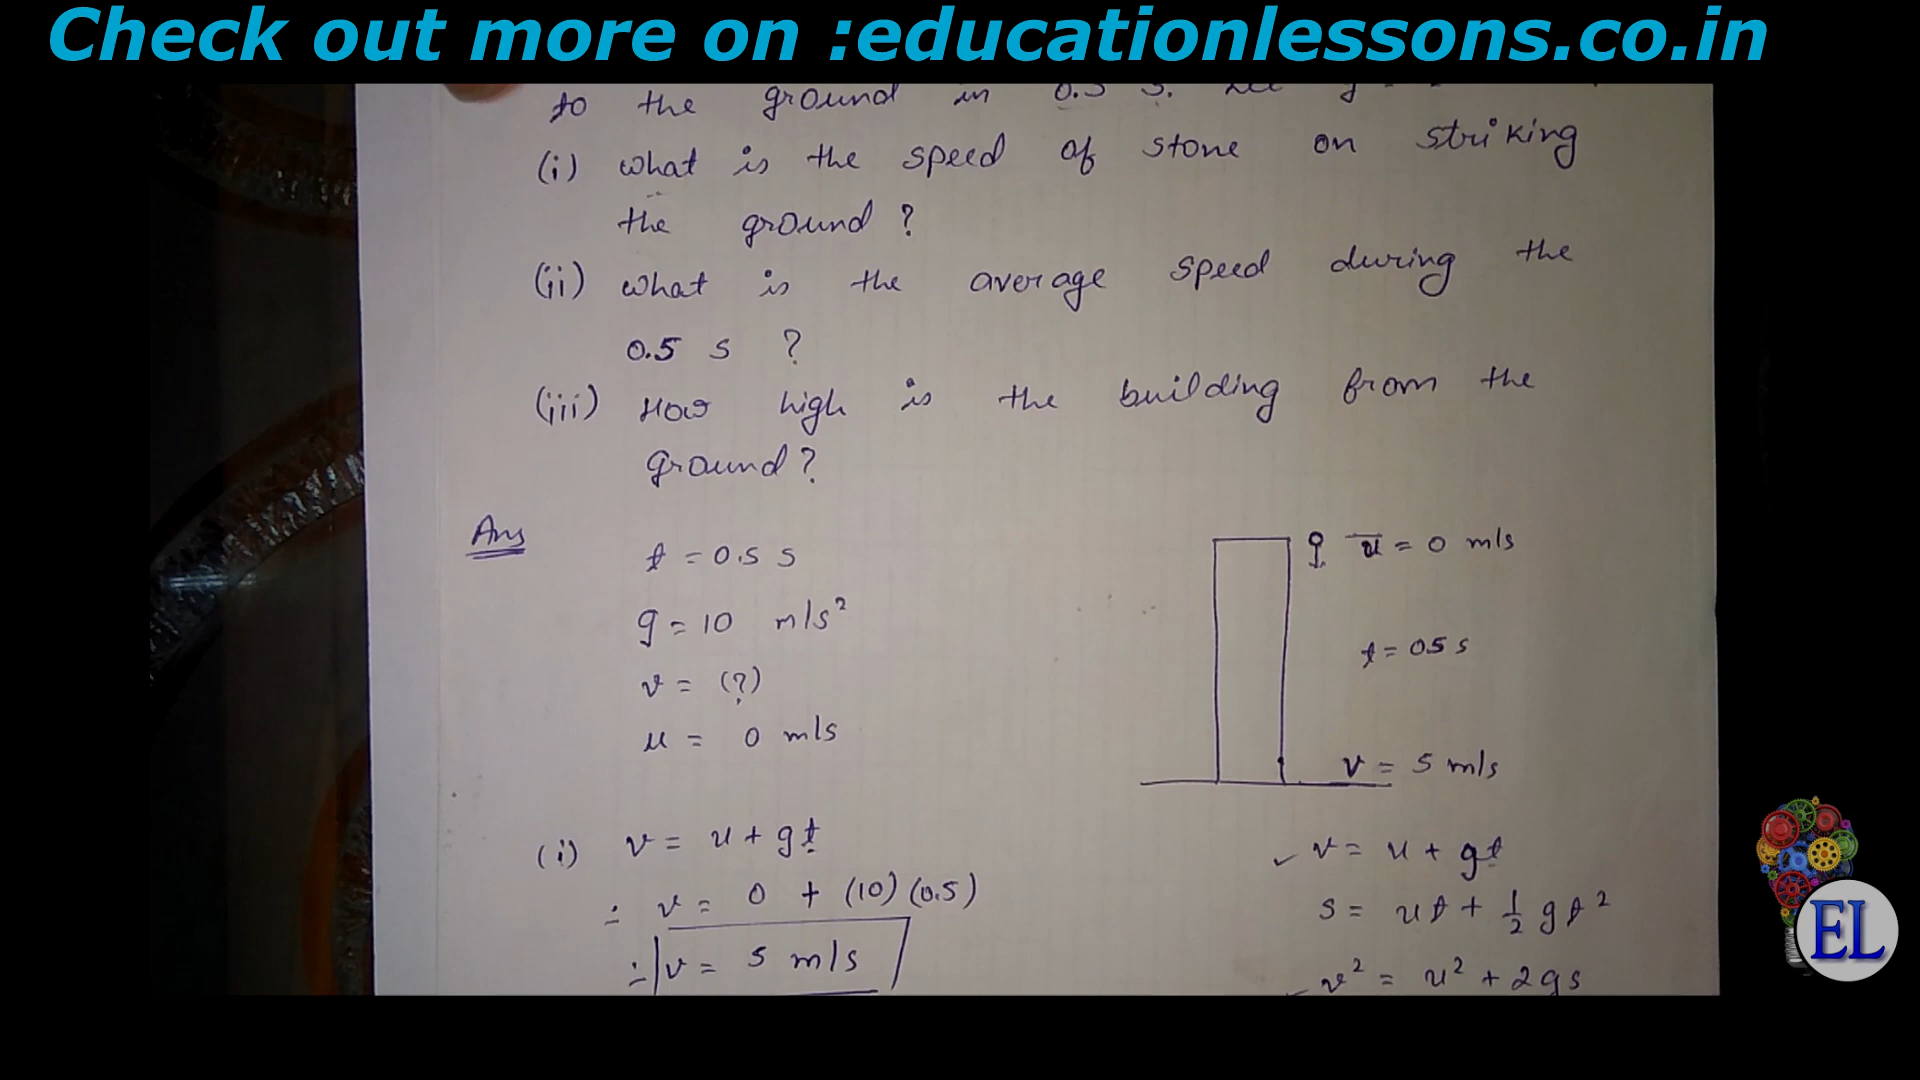 Check out more on :educationlessons.co.in
to the ground in 0.5 s.
(i) what is the speed of stone on striking
the ground ?
(ii) what is the average speed during the
0.5 s ?
(iii) How high is the building from the
ground?
Ans
t = 0.5 s
g = 10 m/s²
v = (?)
u = 0 m/s
u = 0 m/s
t = 0.5 s
v = 5 m/s
(i) v = u + gt
∴ v = 0 + (10) (0.5)
∴ v = 5 m/s
v = u + gt
s = ut + 1/2 gt²
v² = u² + 2gs
EL